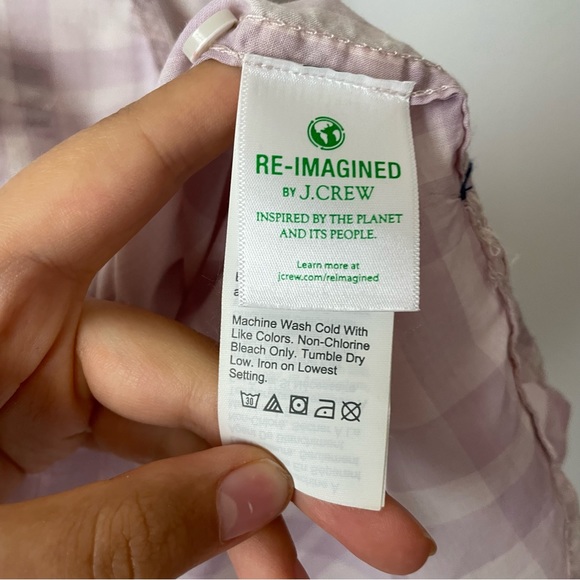 RE-IMAGINED
BY J.CREW
INSPIRED BY THE PLANET
AND ITS PEOPLE.
Learn more at
jcrew.com/reimagined
Machine Wash Cold With
Like Colors. Non-Chlorine
Bleach Only. Tumble Dry
Low. Iron on Lowest
Setting.
30